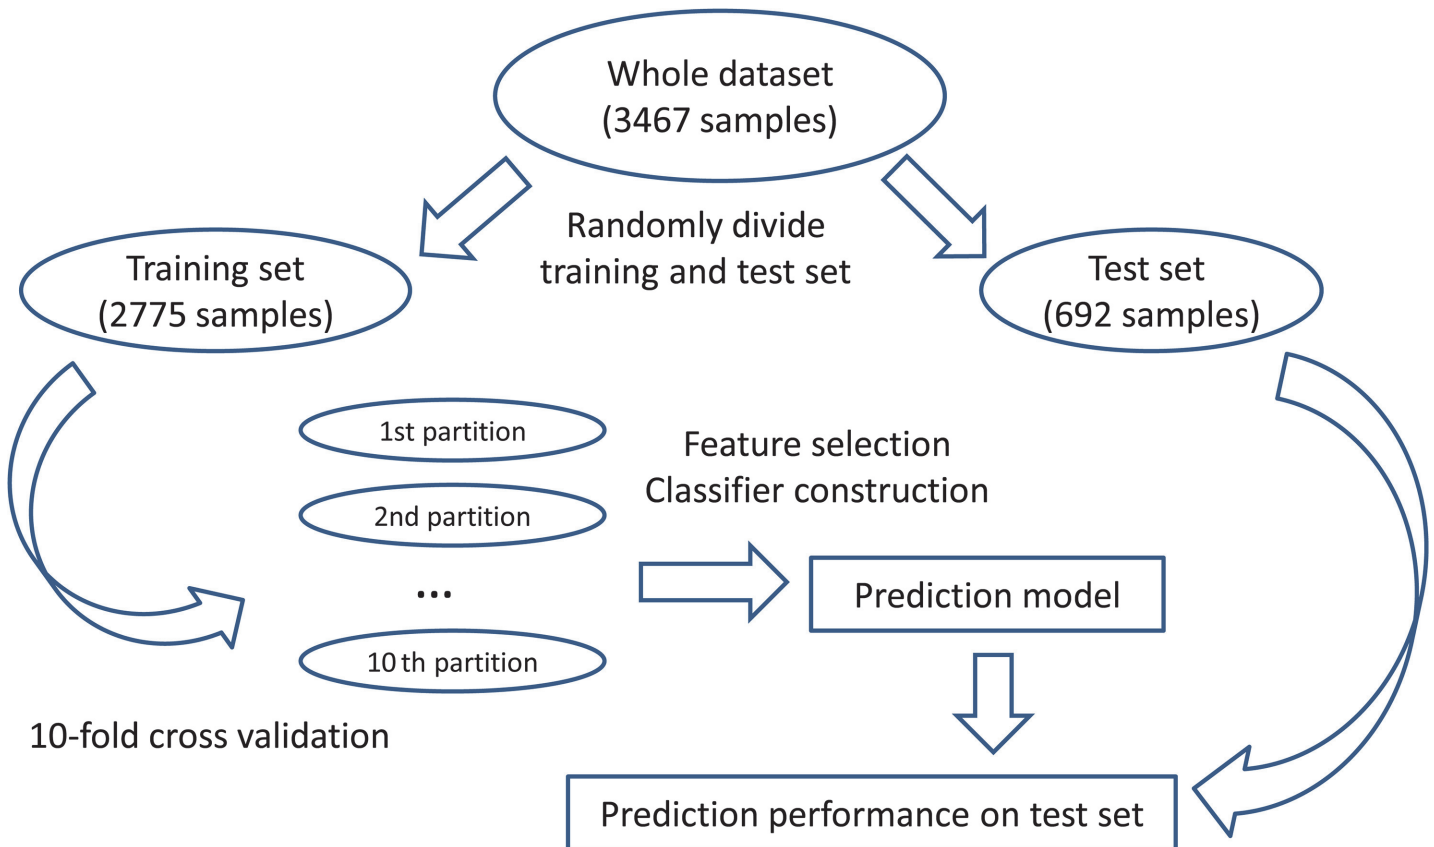 Whole dataset
(3467 samples)
Randomly divide
training and test set
Training set
(2775 samples)
Test set
(692 samples)
1st partition
2nd partition
...
10 th partition
Feature selection
Classifier construction
Prediction model
10-fold cross validation
Prediction performance on test set